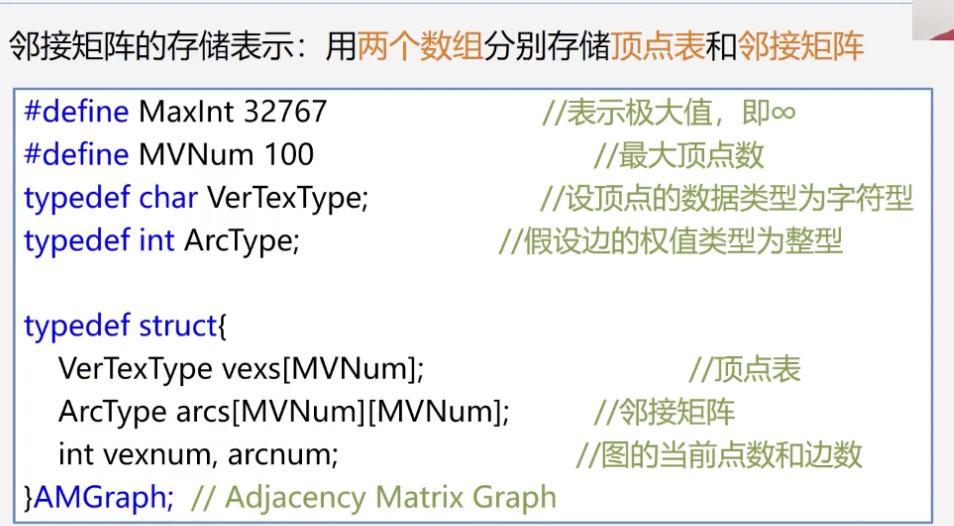 邻接矩阵的存储表示：用两个数组分别存储顶点表和邻接矩阵
#define MaxInt 32767 //表示极大值，即∞
#define MVNum 100 //最大顶点数
typedef char VerTexType; //设顶点的数据类型为字符型
typedef int ArcType; //假设边的权值类型为整型
typedef struct{
VerTexType vexs[MVNum]; //顶点表
ArcType arcs[MVNum][MVNum]; //邻接矩阵
int vexnum, arcnum; //图的当前点数和边数
}AMGraph; // Adjacency Matrix Graph